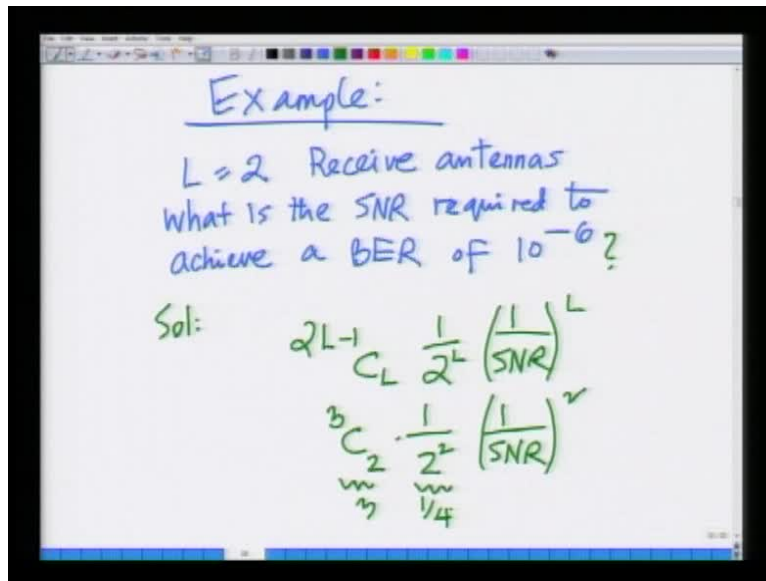 Example:
L = 2 Receive antennas
what is the SNR required to
achieve a BER of 10^-6?
Sol: 2L-1 C_L 1/2^L (1/SNR)^L
3 C_2 · 1/2^2 (1/SNR)^2
3 1/4